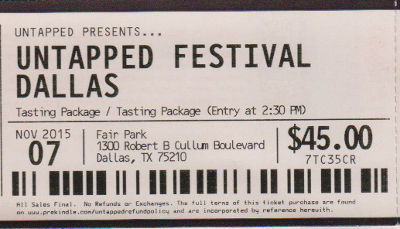 UNTAPPED PRESENTS...
UNTAPPED FESTIVAL
DALLAS
Tasting Package / Tasting Package (Entry at 2:30 PM)
NOV 2015
07
Fair Park
1300 Robert B Cullum Boulevard
Dallas, TX 75210
$45.00
7TC35CR
All Sales Final. No Refunds or Exchanges. The full terms of this ticket purchase are found
on www.prekindle.com/untappedrefundpolicy and are incorporated by reference herewith.